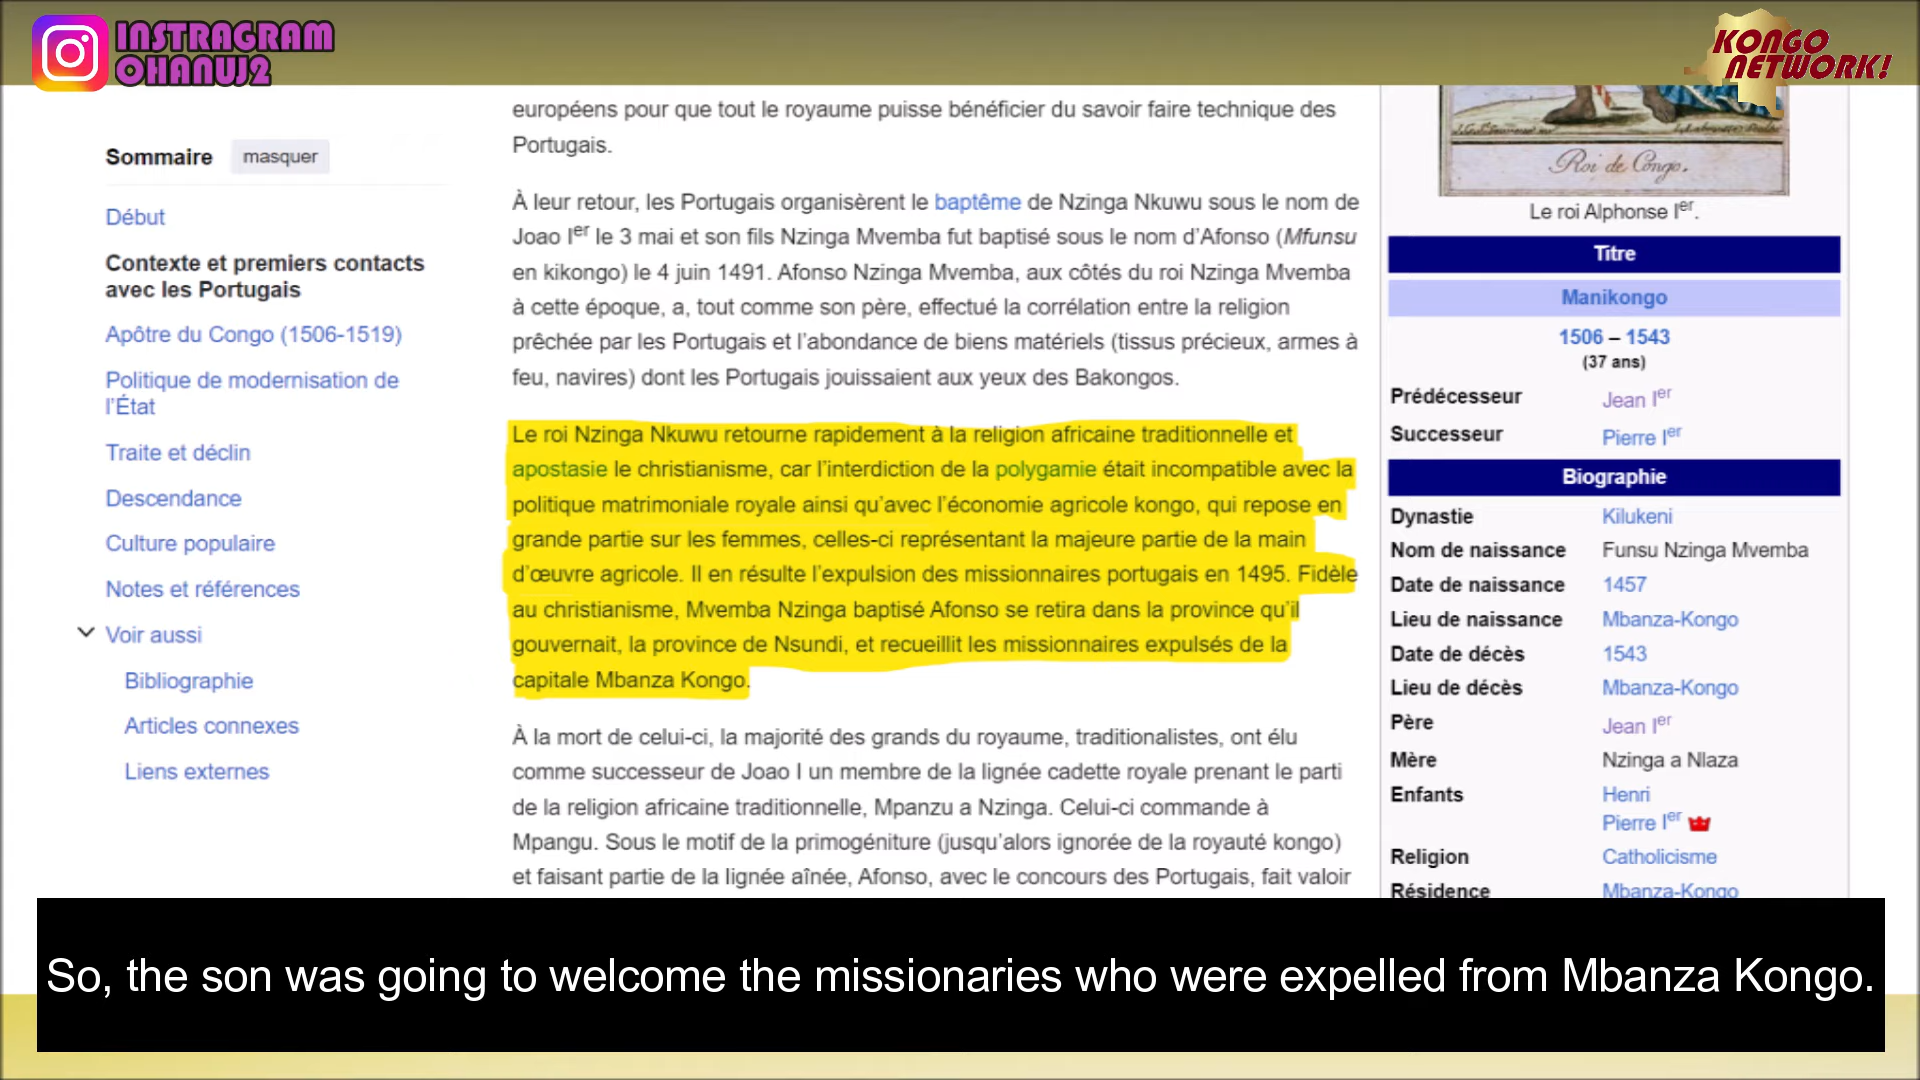 INSTRAGRAM
OHANUJ2
KONGO
NETWORK!
Sommaire masquer
Début
Contexte et premiers contacts
avec les Portugais
Apôtre du Congo (1506-1519)
Politique de modernisation de
l'État
Traite et déclin
Descendance
Culture populaire
Notes et références
Voir aussi
Bibliographie
Articles connexes
Liens externes
européens pour que tout le royaume puisse bénéficier du savoir faire technique des
Portugais.
À leur retour, les Portugais organisèrent le baptême de Nzinga Nkuwu sous le nom de
Joao Ier le 3 mai et son fils Nzinga Mvemba fut baptisé sous le nom d'Afonso (Mfunsu
en kikongo) le 4 juin 1491. Afonso Nzinga Mvemba, aux côtés du roi Nzinga Mvemba
à cette époque, a, tout comme son père, effectué la corrélation entre la religion
prêchée par les Portugais et l'abondance de biens matériels (tissus précieux, armes à
feu, navires) dont les Portugais jouissaient aux yeux des Bakongos.
Le roi Nzinga Nkuwu retourne rapidement à la religion africaine traditionnelle et
apostasie le christianisme, car l'interdiction de la polygamie était incompatible avec la
politique matrimoniale royale ainsi qu'avec l'économie agricole kongo, qui repose en
grande partie sur les femmes, celles-ci représentant la majeure partie de la main
d'œuvre agricole. Il en résulte l'expulsion des missionnaires portugais en 1495. Fidèle
au christianisme, Mvemba Nzinga baptisé Afonso se retira dans la province qu'il
gouvernait, la province de Nsundi, et recueillit les missionnaires expulsés de la
capitale Mbanza Kongo.
À la mort de celui-ci, la majorité des grands du royaume, traditionalistes, ont élu
comme successeur de Joao I un membre de la lignée cadette royale prenant le parti
de la religion africaine traditionnelle, Mpanzu a Nzinga. Celui-ci commande à
Mpangu. Sous le motif de la primogéniture (jusqu'alors ignorée de la royauté kongo)
et faisant partie de la lignée aînée, Afonso, avec le concours des Portugais, fait valoir
Roi de Congo.
Le roi Alphonse Ier.
Titre
Manikongo
1506 – 1543
(37 ans)
Prédécesseur Jean Ier
Successeur Pierre Ier
Biographie
Dynastie Kilukeni
Nom de naissance Funsu Nzinga Mvemba
Date de naissance 1457
Lieu de naissance Mbanza-Kongo
Date de décès 1543
Lieu de décès Mbanza-Kongo
Père Jean Ier
Mère Nzinga a Nlaza
Enfants Henri
Pierre Ier
Religion Catholicisme
Résidence Mbanza-Kongo
So, the son was going to welcome the missionaries who were expelled from Mbanza Kongo.